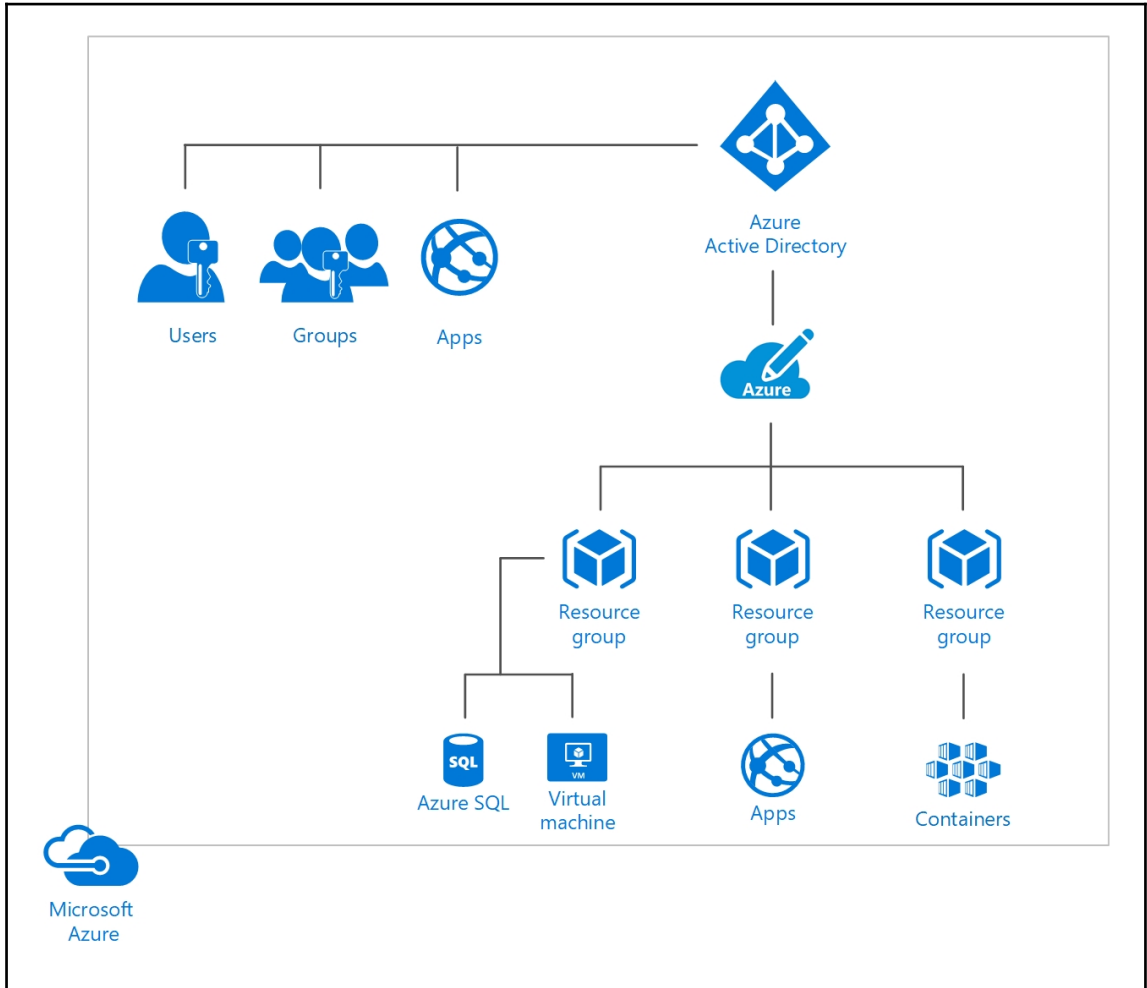 Azure
Active Directory
Users
Groups
Apps
Azure
Resource
group
Resource
group
Resource
group
SQL
Azure SQL
VM
Virtual
machine
Apps
Containers
Microsoft
Azure